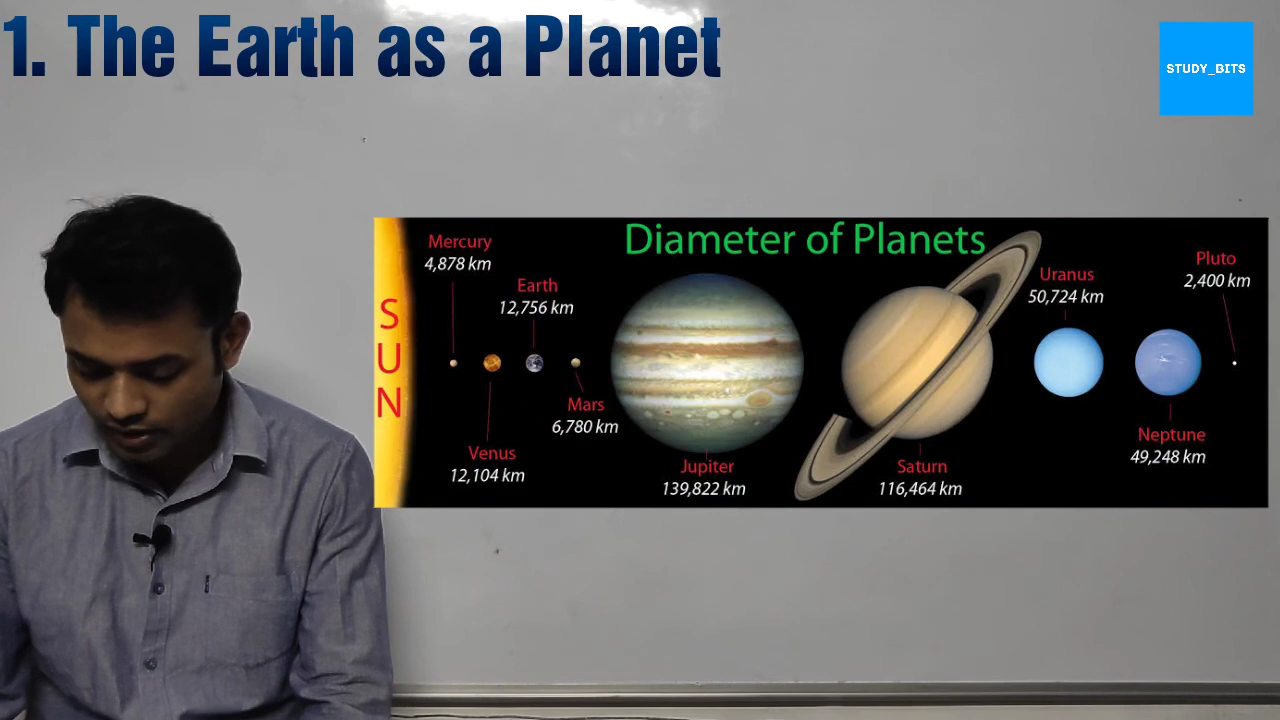 1. The Earth as a Planet
STUDY_BITS
Diameter of Planets
SUN
Mercury
4,878 km
Venus
12,104 km
Earth
12,756 km
Mars
6,780 km
Jupiter
139,822 km
Saturn
116,464 km
Uranus
50,724 km
Neptune
49,248 km
Pluto
2,400 km